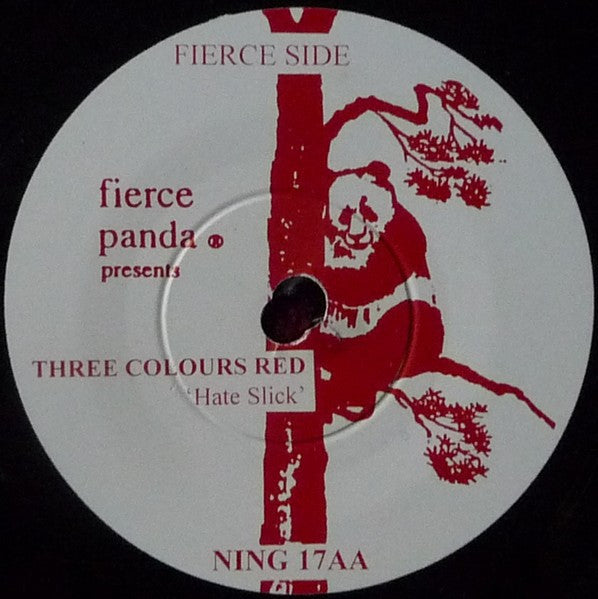 FIERCE SIDE
fierce
panda ®
presents
THREE COLOURS RED
'Hate Slick'
NING 17AA